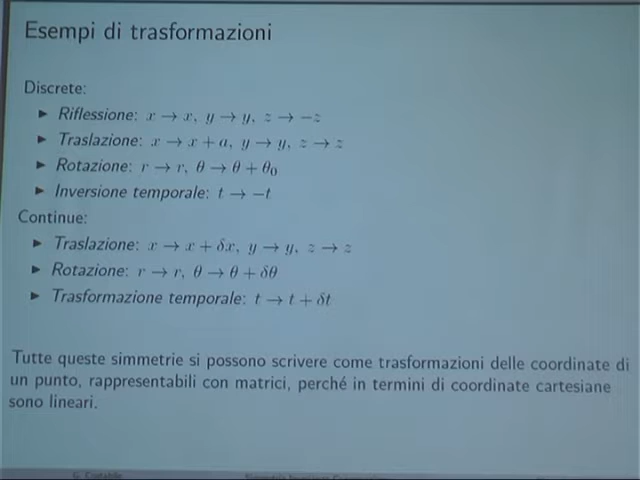 Esempi di trasformazioni
Discrete:
▶ Riflessione: x → x, y → y, z → −z
▶ Traslazione: x → x + a, y → y, z → z
▶ Rotazione: r → r, θ → θ + θ₀
▶ Inversione temporale: t → −t
Continue:
▶ Traslazione: x → x + δx, y → y, z → z
▶ Rotazione: r → r, θ → θ + δθ
▶ Trasformazione temporale: t → t + δt
Tutte queste simmetrie si possono scrivere come trasformazioni delle coordinate di
un punto, rappresentabili con matrici, perché in termini di coordinate cartesiane
sono lineari.